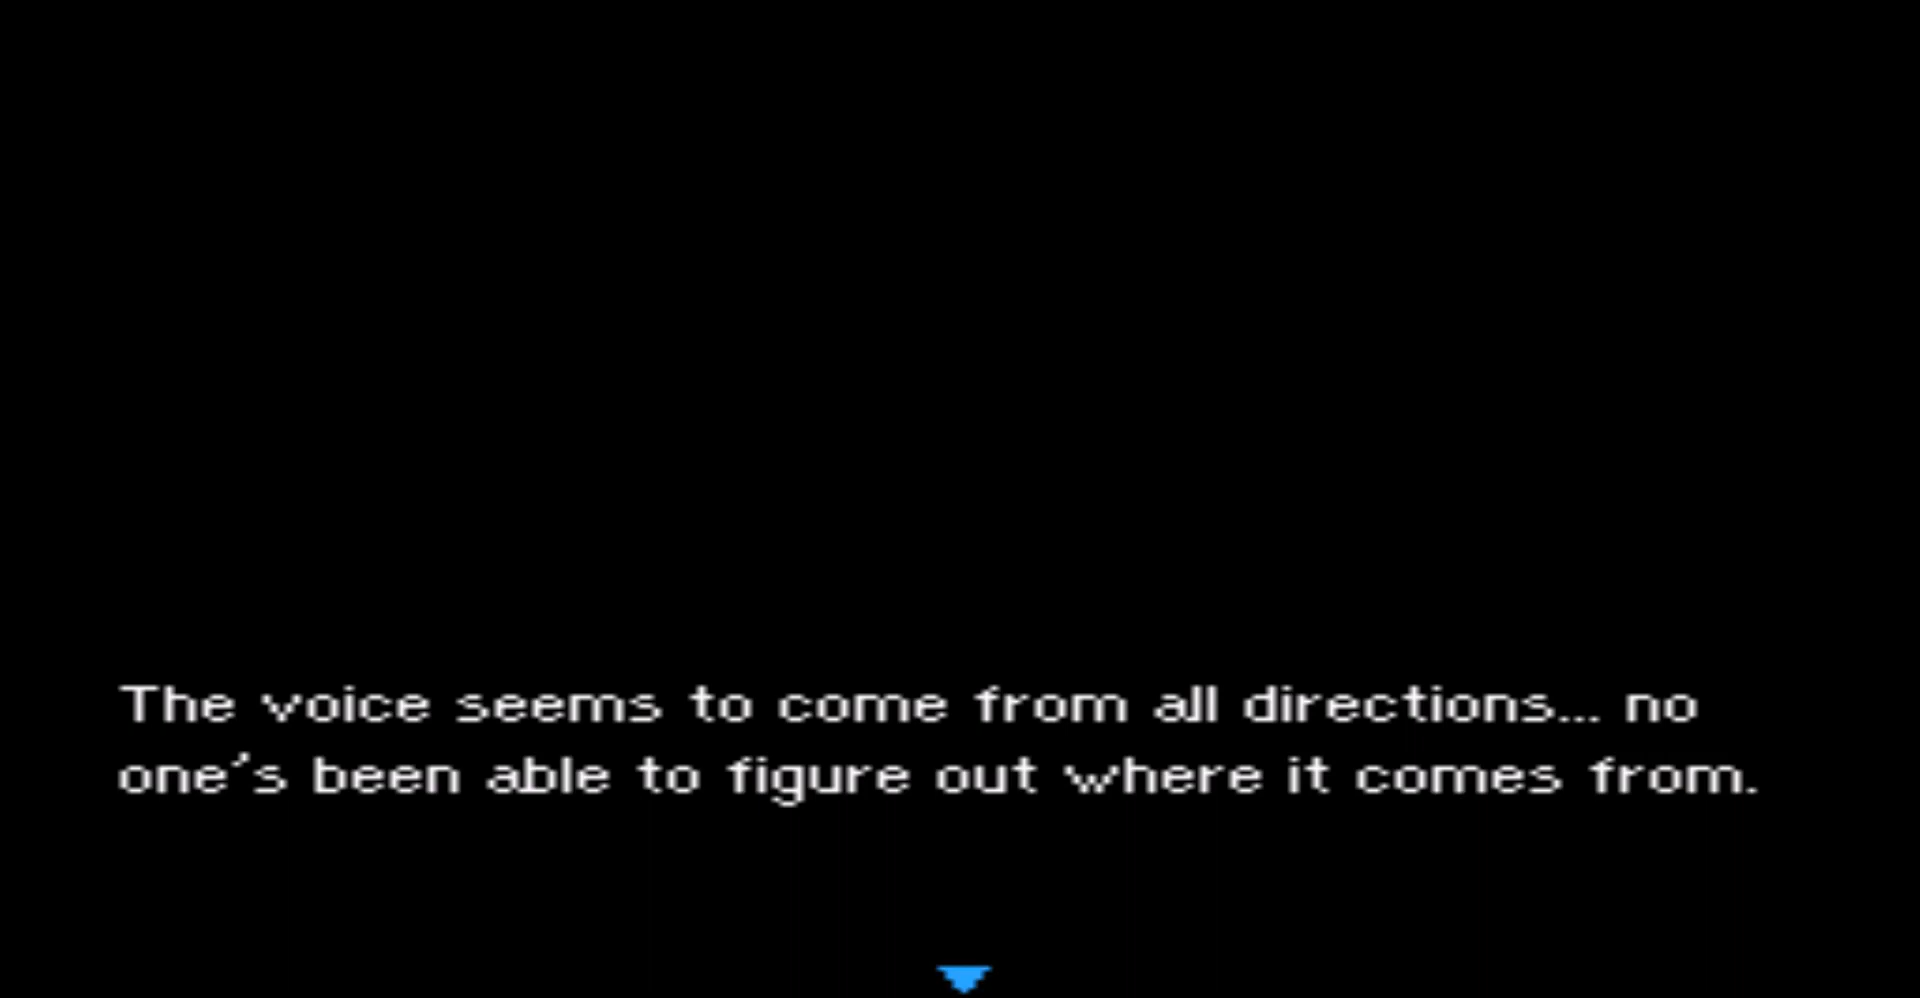 The voice seems to come from all directions... no
one's been able to figure out where it comes from.